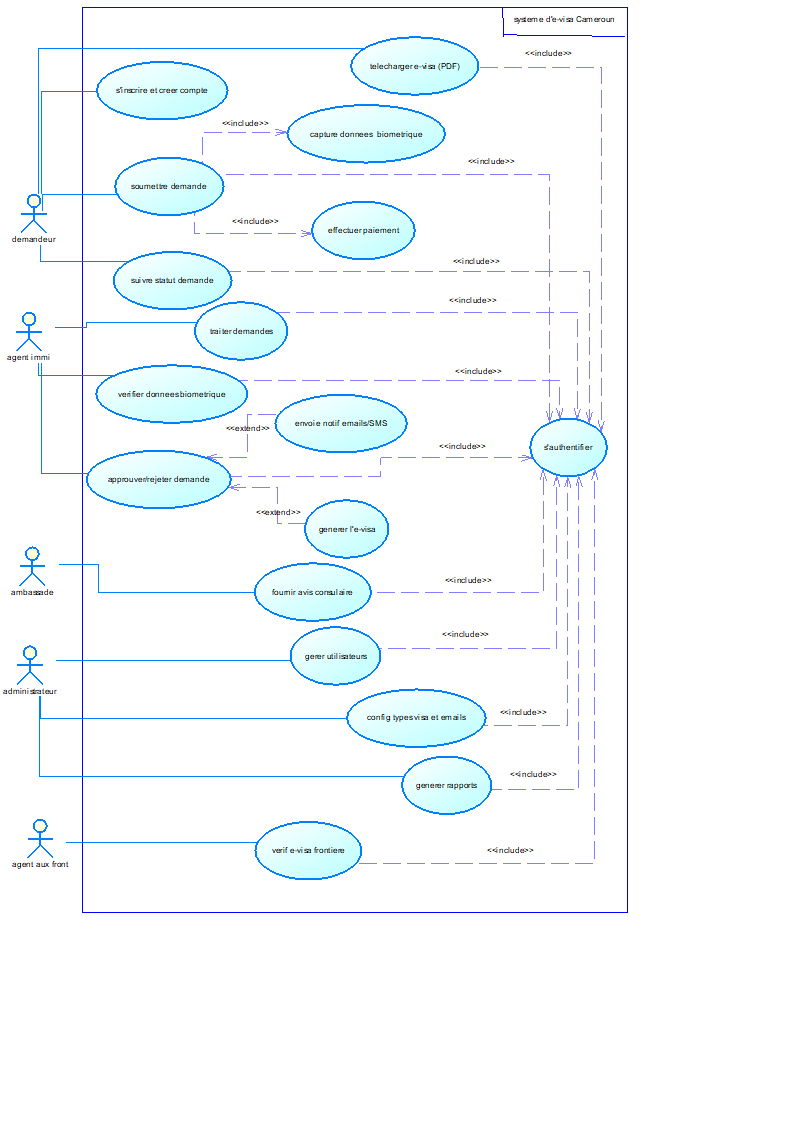 systeme d'e-visa Cameroun
<<include>>
telecharger e-visa (PDF)
s'inscrire et creer compte
<<include>>
capture donnees biometrique
<<include>>
soumettre demande
<<include>>
effectuer paiement
demandeur
<<include>>
suivre statut demande
<<include>>
traiter demandes
agent immi
<<include>>
verifier donnees biometrique
envoie notif emails/SMS
<<extend>>
<<include>>
s'authentifier
approuver/rejeter demande
<<extend>>
generer l'e-visa
<<include>>
ambassade
fournir avis consulaire
<<include>>
gerer utilisateurs
administrateur
<<include>>
config types visa et emails
<<include>>
generer rapports
<<include>>
verif e-visa frontiere
agent aux front